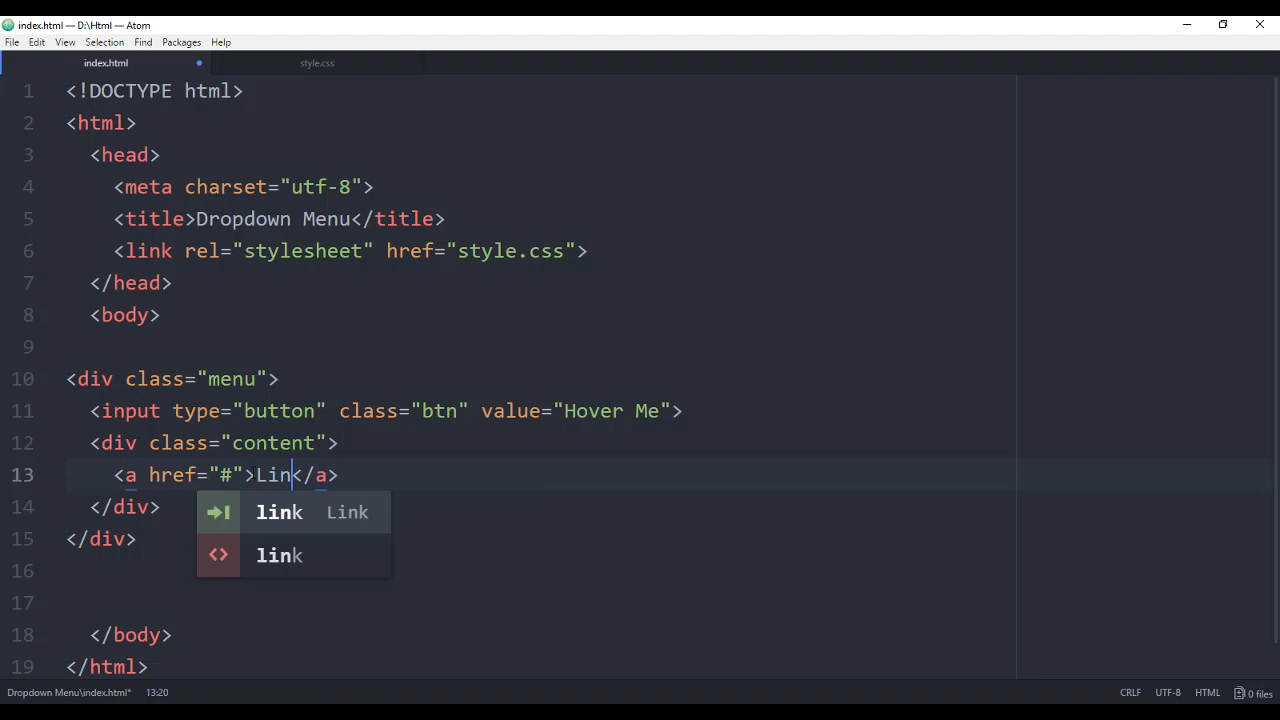 index.html — D:\Html — Atom
File Edit View Selection Find Packages Help
index.html style.css
1 <!DOCTYPE html>
2 <html>
3 <head>
4 <meta charset="utf-8">
5 <title>Dropdown Menu</title>
6 <link rel="stylesheet" href="style.css">
7 </head>
8 <body>
9
10 <div class="menu">
11 <input type="button" class="btn" value="Hover Me">
12 <div class="content">
13 <a href="#">Lin</a>
link Link
14 </div>
<> link
15 </div>
16
17
18 </body>
19 </html>
Dropdown Menu\index.html* 13:20 CRLF UTF-8 HTML 0 files